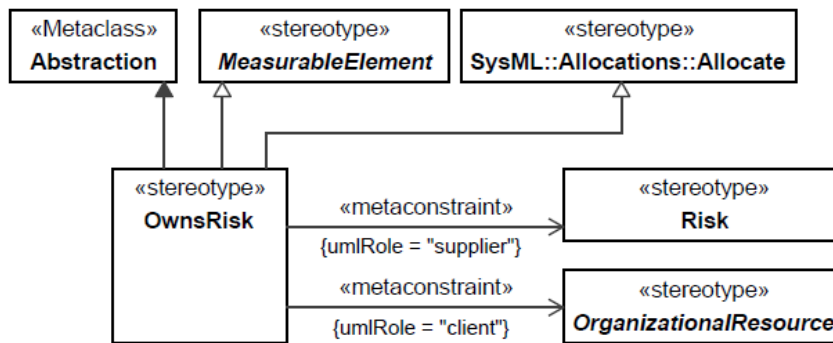 «Metaclass»
Abstraction
«stereotype»
MeasurableElement
«stereotype»
SysML::Allocations::Allocate
«stereotype»
OwnsRisk
«metaconstraint»
{umlRole = "supplier"}
«stereotype»
Risk
«metaconstraint»
{umlRole = "client"}
«stereotype»
OrganizationalResource